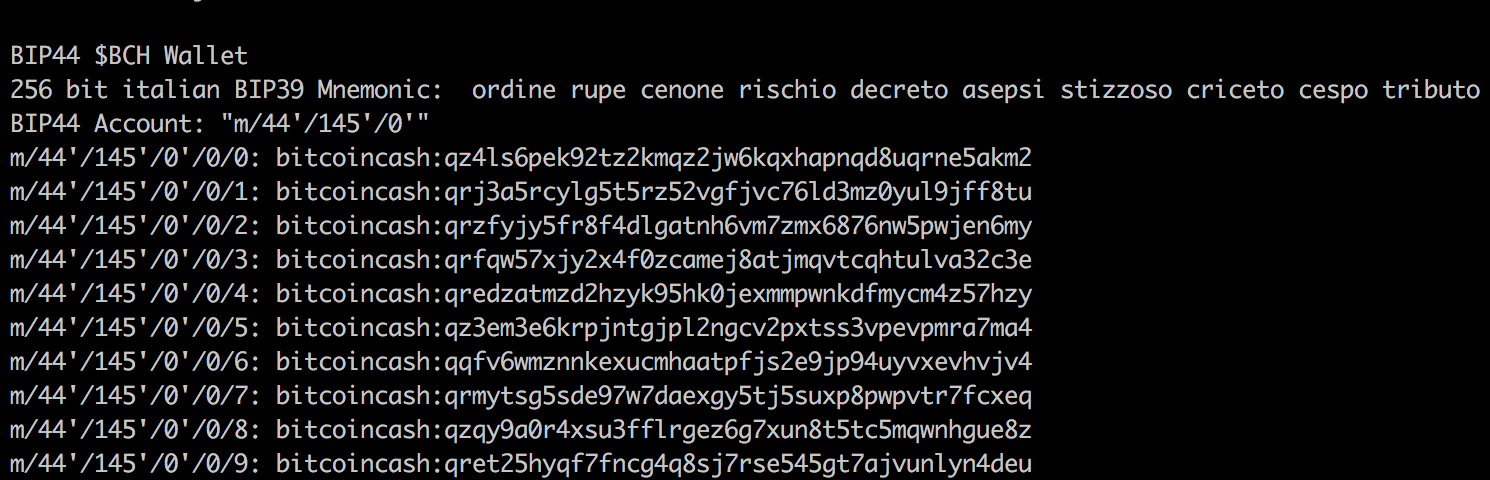 BIP44 $BCH Wallet
256 bit italian BIP39 Mnemonic:  ordine rupe cenone rischio decreto asepsi stizzoso criceto cespo tributo
BIP44 Account: "m/44'/145'/0'"
m/44'/145'/0'/0/0: bitcoincash:qz4ls6pek92tz2kmqz2jw6kqxhapnqd8uqrne5akm2
m/44'/145'/0'/0/1: bitcoincash:qrj3a5rcylg5t5rz52vgfjvc76ld3mz0yul9jff8tu
m/44'/145'/0'/0/2: bitcoincash:qrzfyjy5fr8f4dlgatnh6vm7zmx6876nw5pwjen6my
m/44'/145'/0'/0/3: bitcoincash:qrfqw57xjy2x4f0zcamej8atjmqvtcqhtulva32c3e
m/44'/145'/0'/0/4: bitcoincash:qredzatmzd2hzyk95hk0jexmmpwnkdfmycm4z57hzy
m/44'/145'/0'/0/5: bitcoincash:qz3em3e6krpjntgjpl2ngcv2pxtss3vpevpmra7ma4
m/44'/145'/0'/0/6: bitcoincash:qqfv6wmznnkexucmhaatpfjs2e9jp94uyvxevhvjv4
m/44'/145'/0'/0/7: bitcoincash:qrmytsg5sde97w7daexgy5tj5suxp8pwpvtr7fcxeq
m/44'/145'/0'/0/8: bitcoincash:qzqy9a0r4xsu3fflrgez6g7xun8t5tc5mqwnhgue8z
m/44'/145'/0'/0/9: bitcoincash:qret25hyqf7fncg4q8sj7rse545gt7ajvunlyn4deu